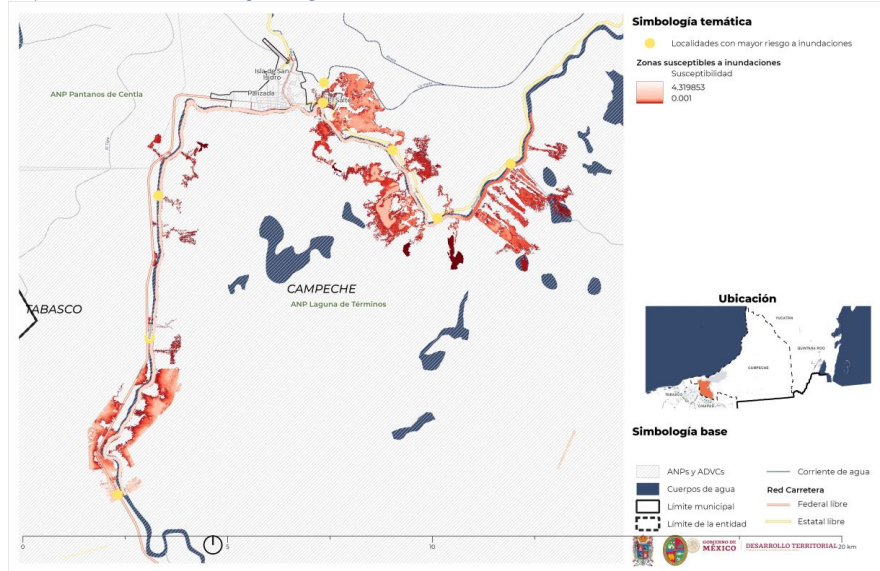 Simbología temática
Localidades con mayor riesgo a inundaciones
Zonas susceptibles a inundaciones
Susceptibilidad
4.319853
0.001
Isla de San
Isidro
Palizada
ANP Pantanos de Centla
TABASCO
CAMPECHE
ANP Laguna de Términos
Ubicación
YUCATÁN
QUINTANA ROO
CAMPECHE
TABASCO
CHIAPAS
Simbología base
ANPs y ADVCs
Cuerpos de agua
Límite municipal
Límite de la entidad
Corriente de agua
Red Carretera
Federal libre
Estatal libre
0
5
10
20 km
GOBIERNO DE
MÉXICO
DESARROLLO TERRITORIAL